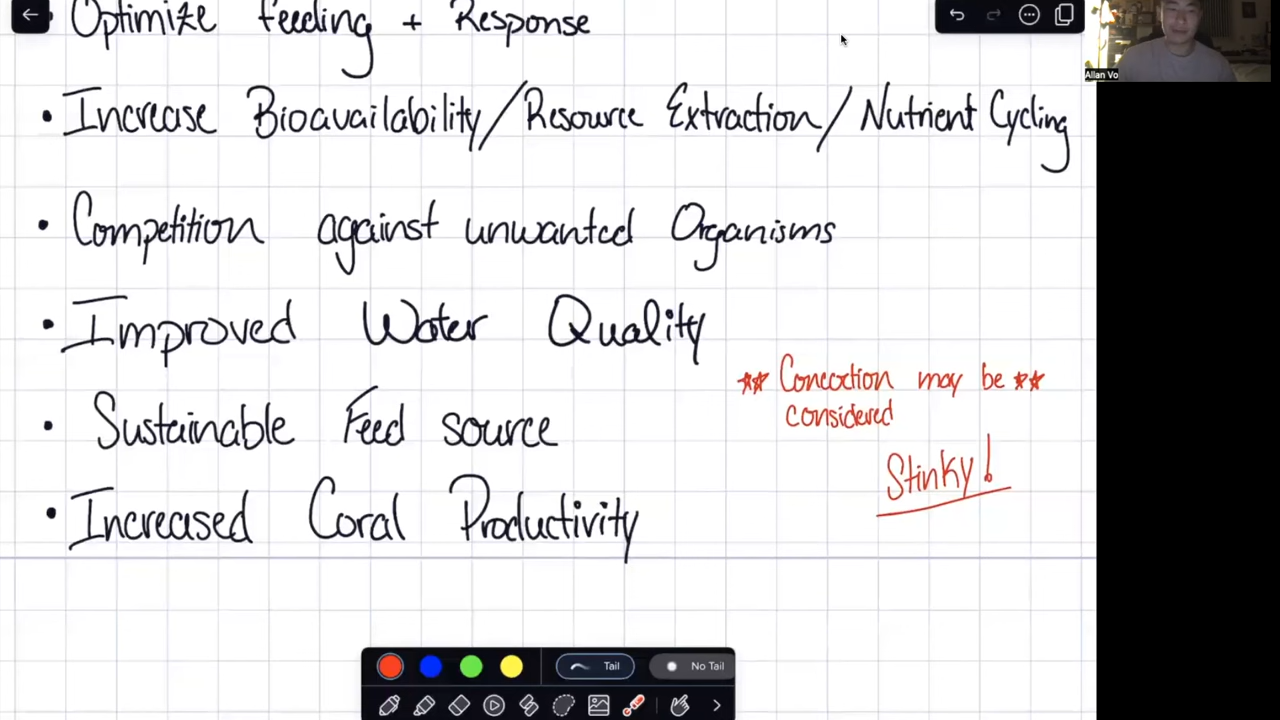 • Optimize feeding + Response
• Increase Bioavailability/Resource Extraction/Nutrient Cycling
• Competition against unwanted Organisms
• Improved Water Quality
• Sustainable Feed source
• Increased Coral Productivity
** Concoction may be **
considered
Stinky!
Allan Vo
Tail
No Tail